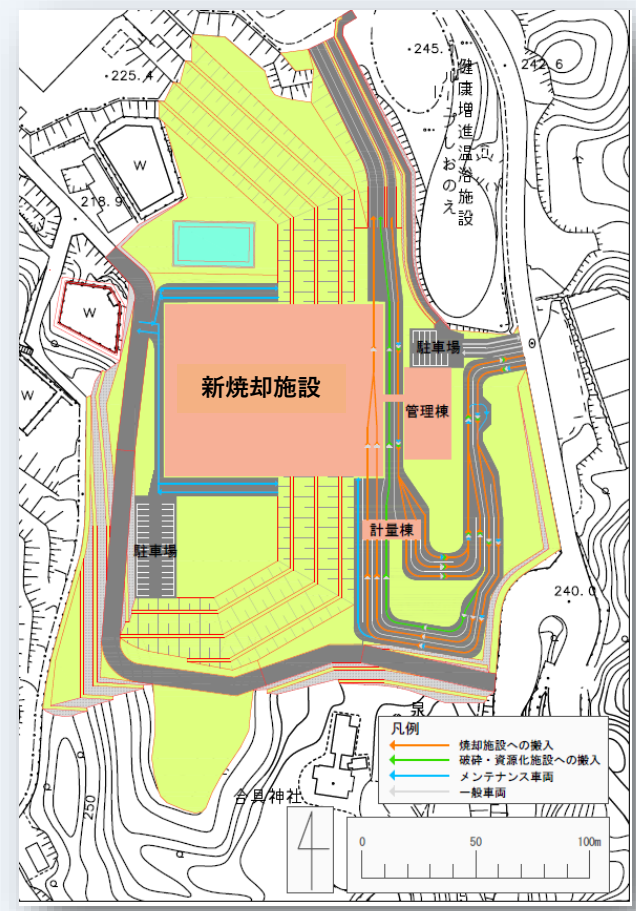 225.4
245.
242.6
健康増進温浴施設
ループしおのえ
W
218.9
W
駐車場
新焼却施設
管理棟
W
計量棟
駐車場
240.0
泉
凡例
焼却施設への搬入
破砕・資源化施設への搬入
メンテナンス車両
一般車両
250
合具神社
0 50 100m